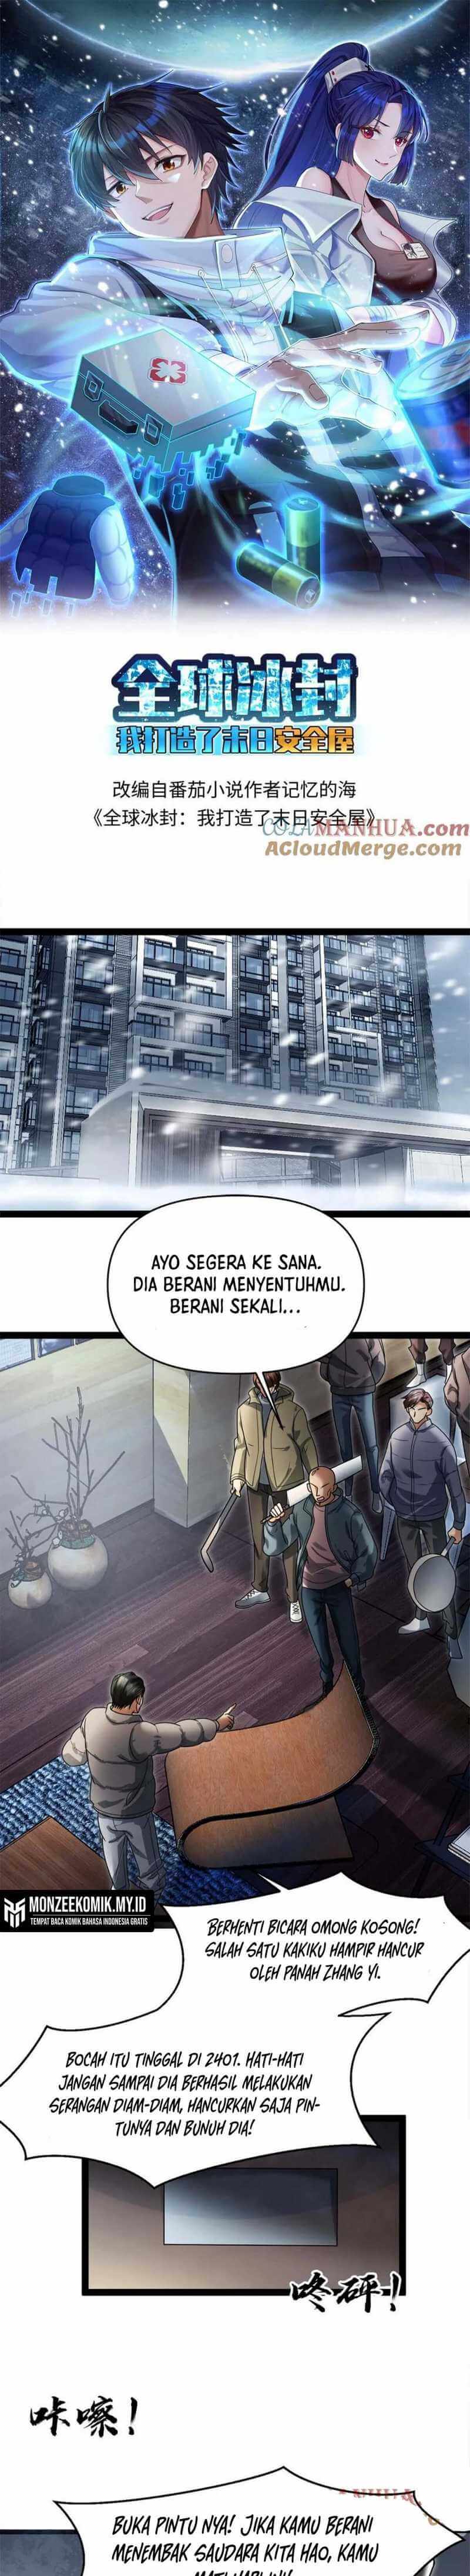 全球冰封
我打造了末日安全屋
改编自番茄小说作者记忆的海
《全球冰封：我打造了末日安全屋》
COLAMANHUA.com
AcloudMerge.com
AYO SEGERA KE SANA.
DIA BERANI MENYENTUHMU.
BERANI SEKALI...
MONZEEKOMIK.MY.ID
TEMPAT BACA KOMIK BAHASA INDONESIA GRATIS
BERHENTI BICARA OMONG KOSONG!
SALAH SATU KAKIKU HAMPIR HANCUR
OLEH PANAH ZHANG YI.
BOCAH ITU TINGGAL DI 2401. HATI-HATI
JANGAN SAMPAI DIA BERHASIL MELAKUKAN
SERANGAN DIAM-DIAM, HANCURKAN SAJA PIN-
TUNYA DAN BUNUH DIA!
咚砰！
咔嚓！
BUKA PINTU NYA! JIKA KAMU BERANI
MENEMBAK SAUDARA KITA HAO, KAMU